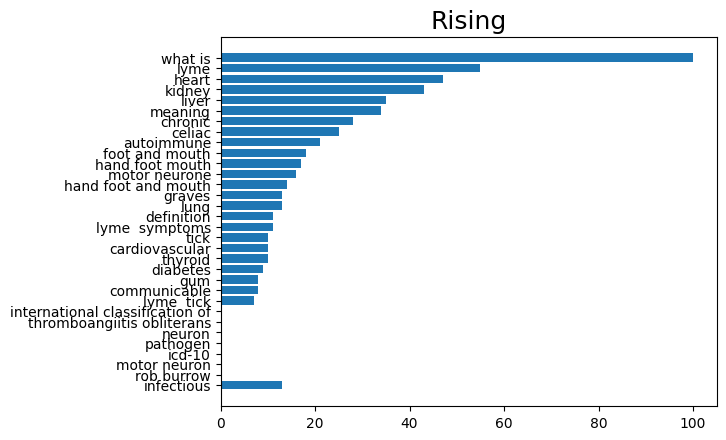 Rising
what is
lyme
heart
kidney
liver
meaning
chronic
celiac
autoimmune
foot and mouth
hand foot mouth
motor neurone
hand foot and mouth
graves
lung
definition
lyme  symptoms
tick
cardiovascular
thyroid
diabetes
gum
communicable
lyme  tick
international classification of
thromboangiitis obliterans
neuron
pathogen
icd-10
motor neuron
rob burrow
infectious
0 20 40 60 80 100